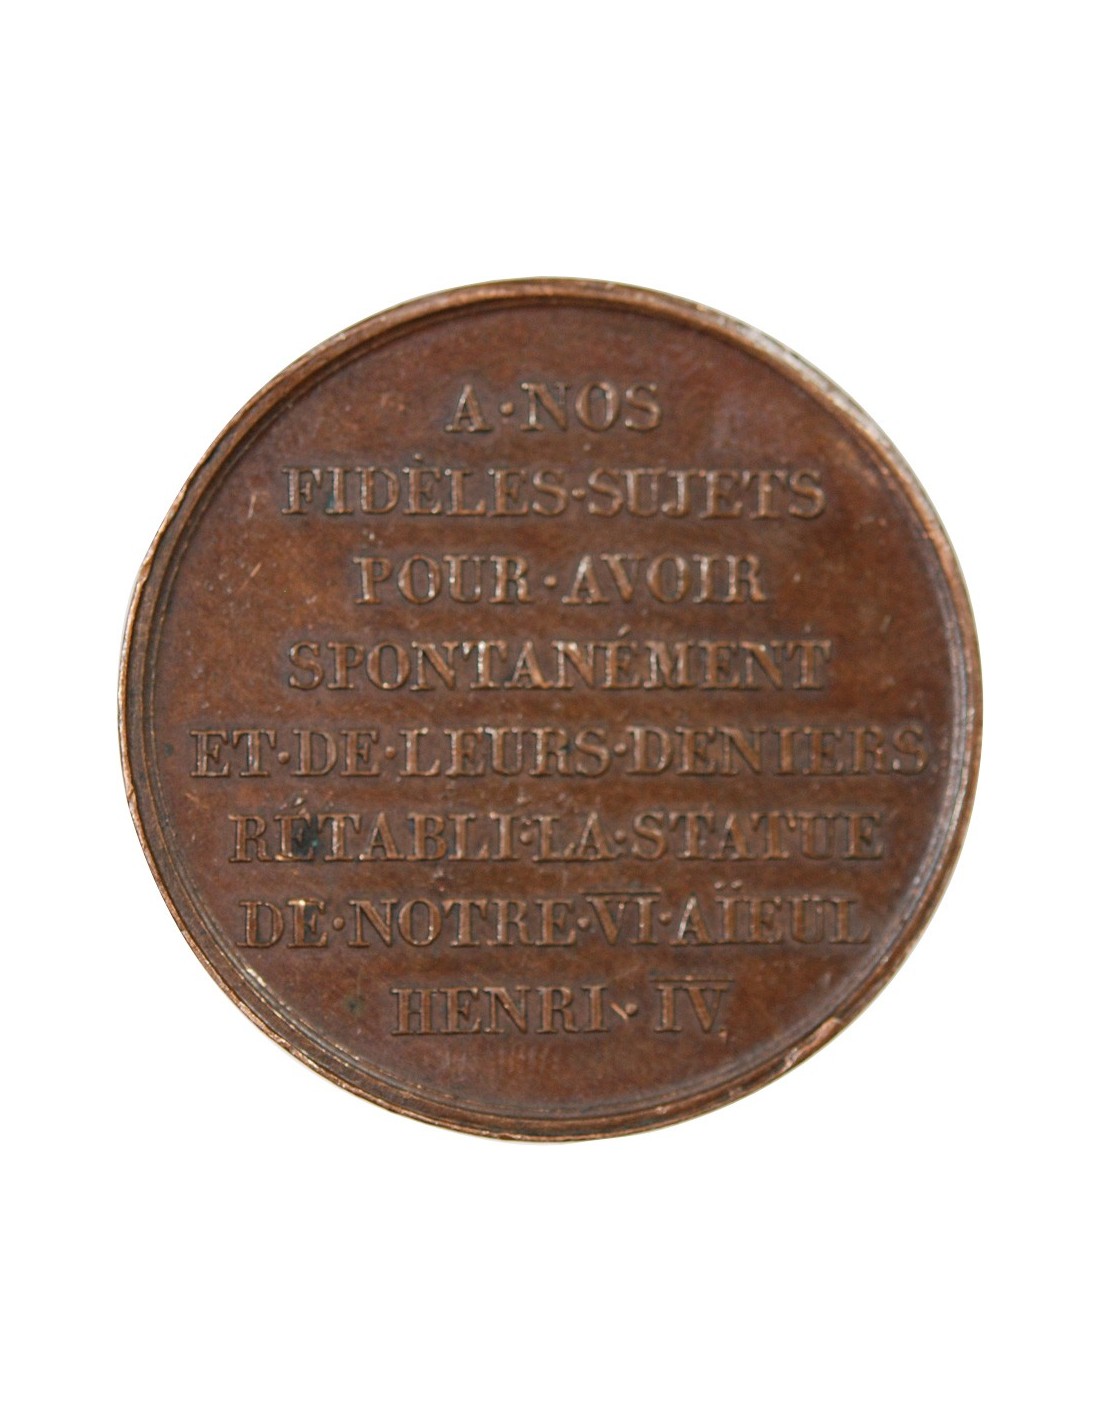 A·NOS
FIDÈLES·SUJETS
POUR·AVOIR
SPONTANÉMENT
ET·DE·LEURS·DENIERS
RÉTABLI·LA·STATUE
DE·NOTRE·VI·AÏEUL
HENRI·IV